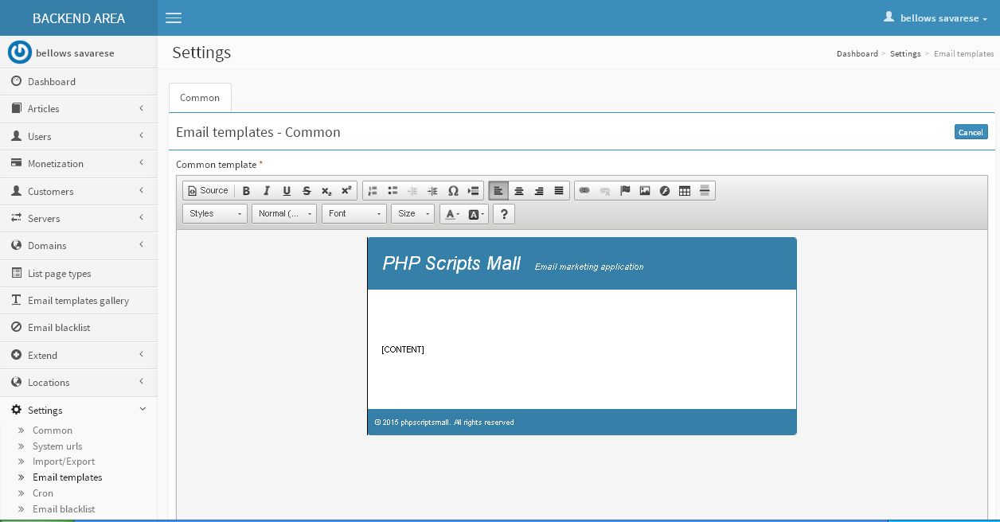 BACKEND AREA
bellows savarese
bellows savarese
Settings
Dashboard > Settings > Email templates
Dashboard
Articles
Users
Monetization
Customers
Servers
Domains
List page types
Email templates gallery
Email blacklist
Extend
Locations
Settings
Common
System urls
Import/Export
Email templates
Cron
Email blacklist
Common
Email templates - Common
Cancel
Common template *
Source B I U S x₂ x² Ω
Styles Normal (... Font Size A A ?
PHP Scripts Mall Email marketing application
[CONTENT]
© 2015 phpscriptsmall. All rights reserved